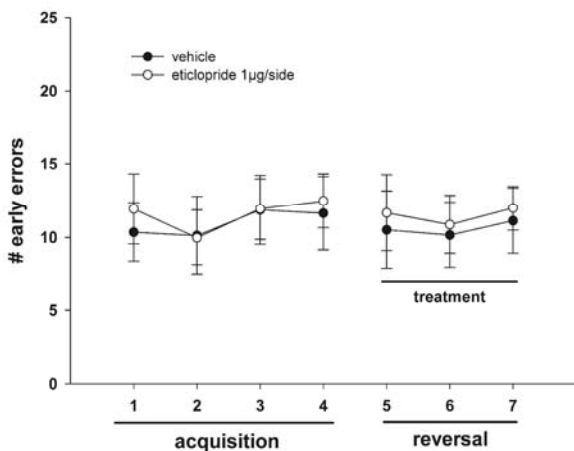 25
vehicle
eticlopride 1µg/side
20
15
# early errors
10
5
treatment
0
1 2 3 4 5 6 7
acquisition reversal